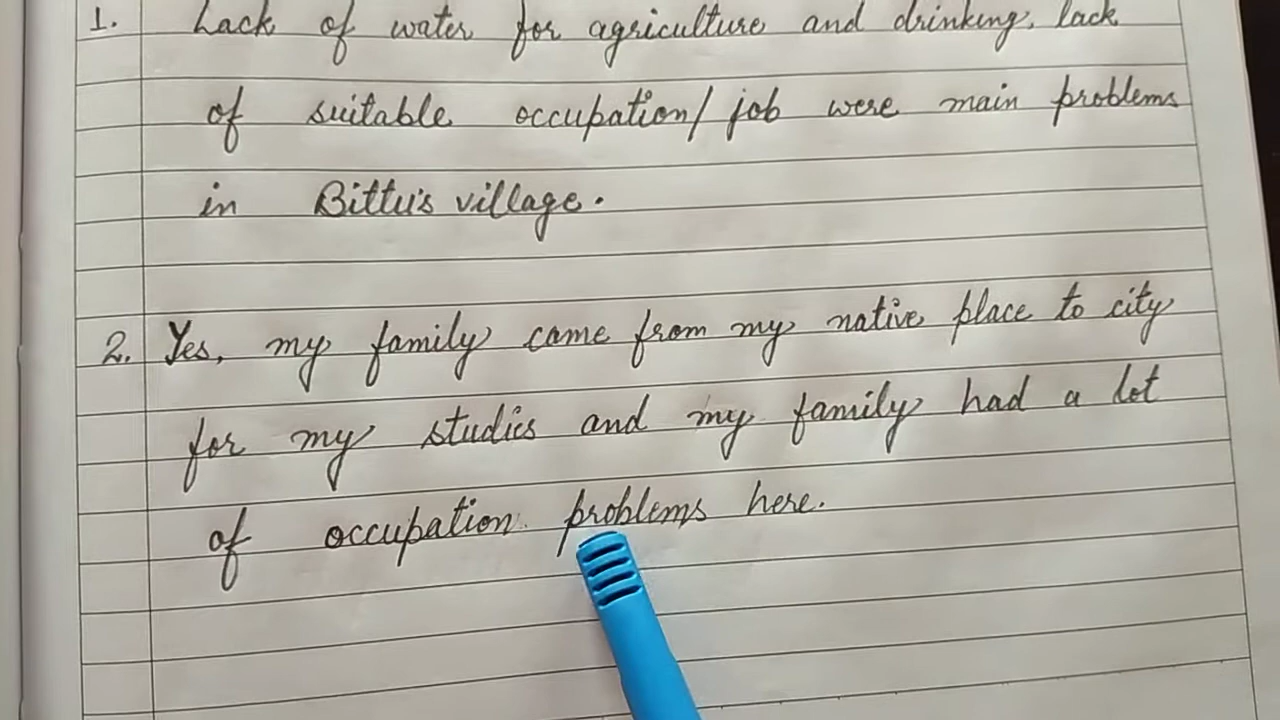 1. Lack of water for agriculture and drinking, lack
of suitable occupation/ job were main problems
in Bittu's village.
2. Yes, my family came from my native place to city
for my studies and my family had a lot
of occupation problems here.